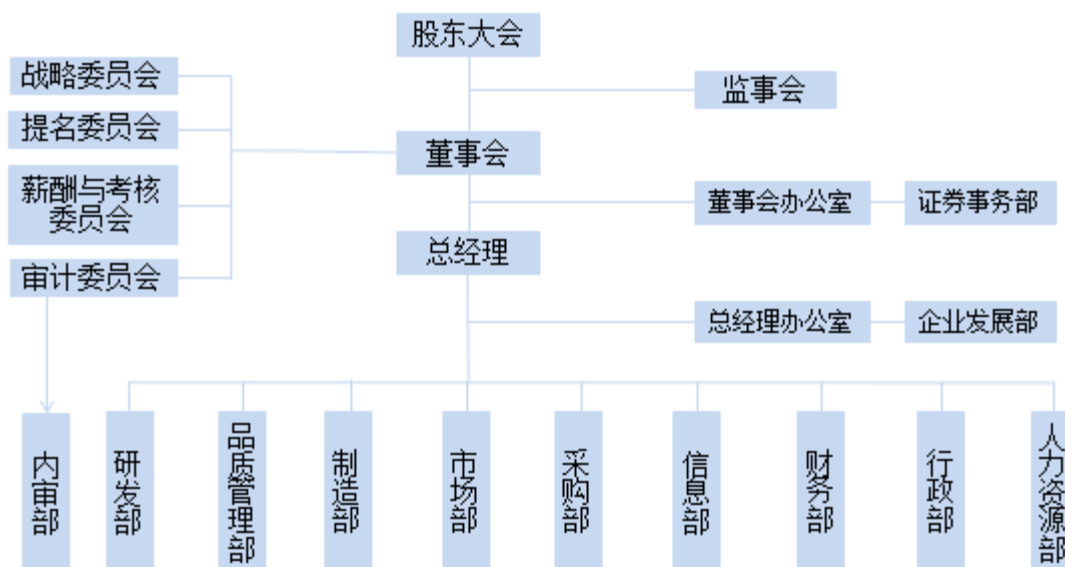 股东大会
战略委员会
监事会
提名委员会
董事会
薪酬与考核
委员会
董事会办公室
证券事务部
总经理
审计委员会
总经理办公室
企业发展部
内审部
研发部
品质管理部
制造部
市场部
采购部
信息部
财务部
行政部
人力资源部